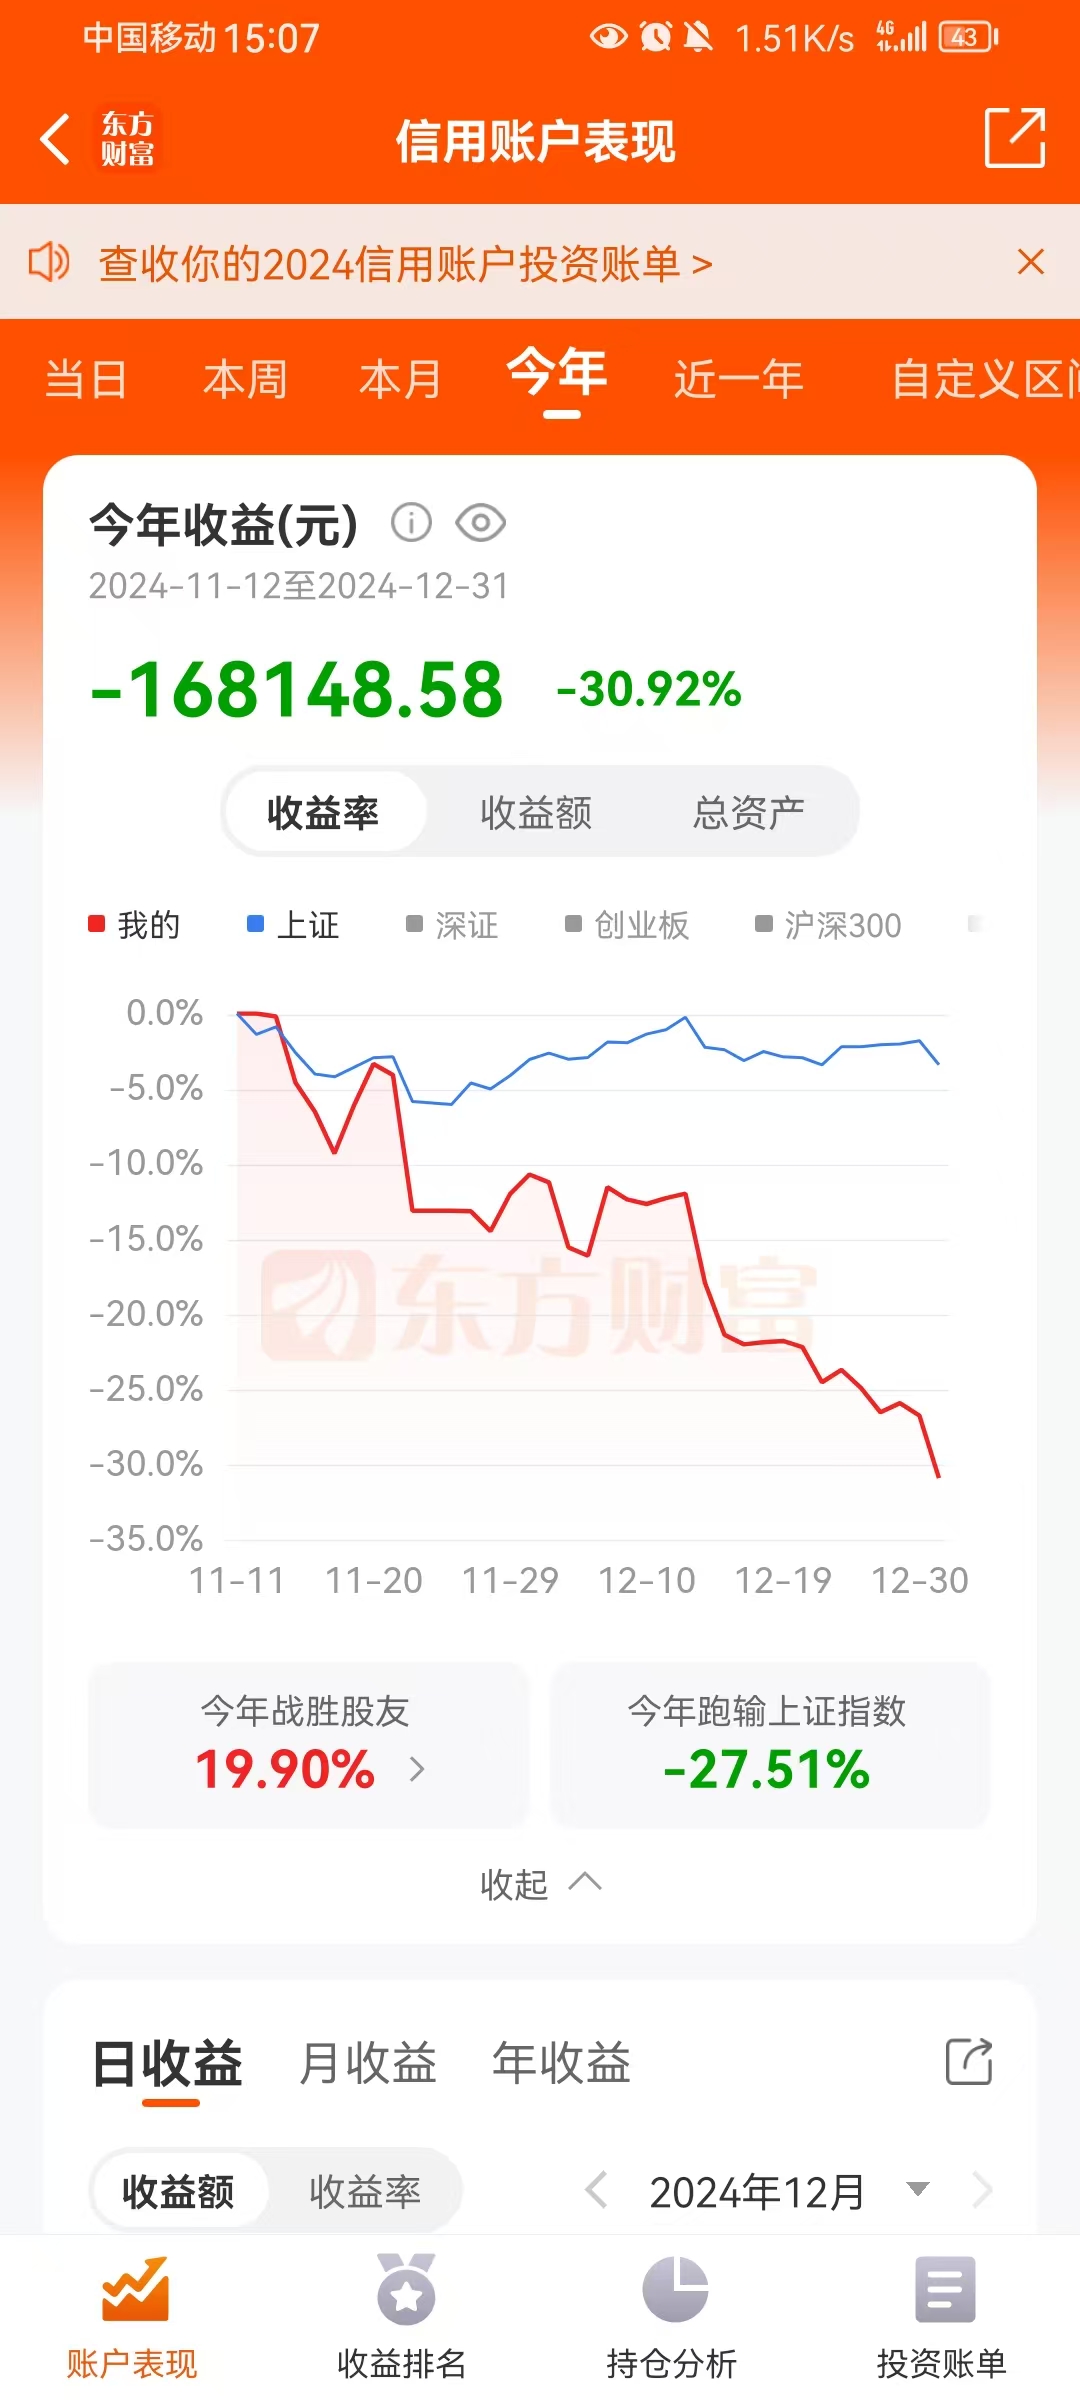 中国移动 15:07 1.51K/s 4G 43
东方财富 信用账户表现
查收你的2024信用账户投资账单 >
当日 本周 本月 今年 近一年 自定义区间
今年收益(元)
2024-11-12至2024-12-31
-168148.58 -30.92%
收益率 收益额 总资产
我的 上证 深证 创业板 沪深300
0.0%
-5.0%
-10.0%
-15.0%
东方财富
-20.0%
-25.0%
-30.0%
-35.0%
11-11 11-20 11-29 12-10 12-19 12-30
今年战胜股友 今年跑输上证指数
19.90% > -27.51%
收起
日收益 月收益 年收益
收益额 收益率 2024年12月
账户表现 收益排名 持仓分析 投资账单